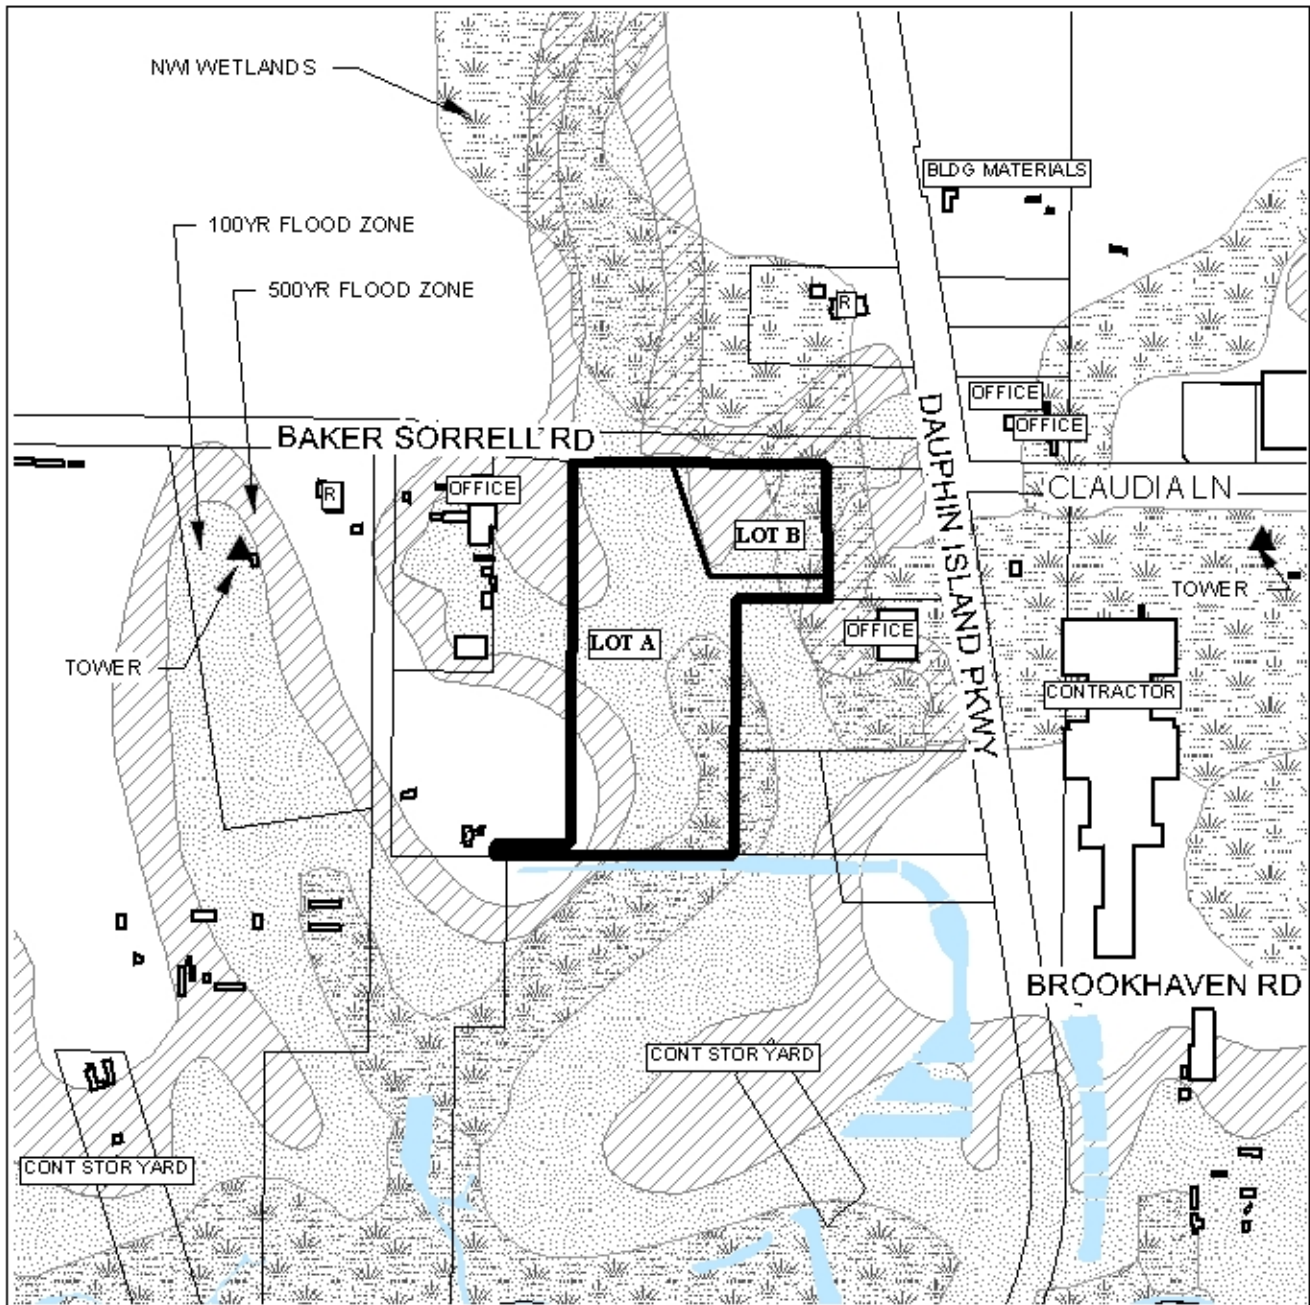 NWI WETLANDS
BLDG MATERIALS
100YR FLOOD ZONE
500YR FLOOD ZONE
R
OFFICE
OFFICE
BAKER SORRELL RD
DAUPHIN ISLAND PKWY
R
OFFICE
CLAUDIA LN
LOT B
TOWER
LOT A
OFFICE
TOWER
CONTRACTOR
BROOKHAVEN RD
CONT STOR YARD
CONT STOR YARD